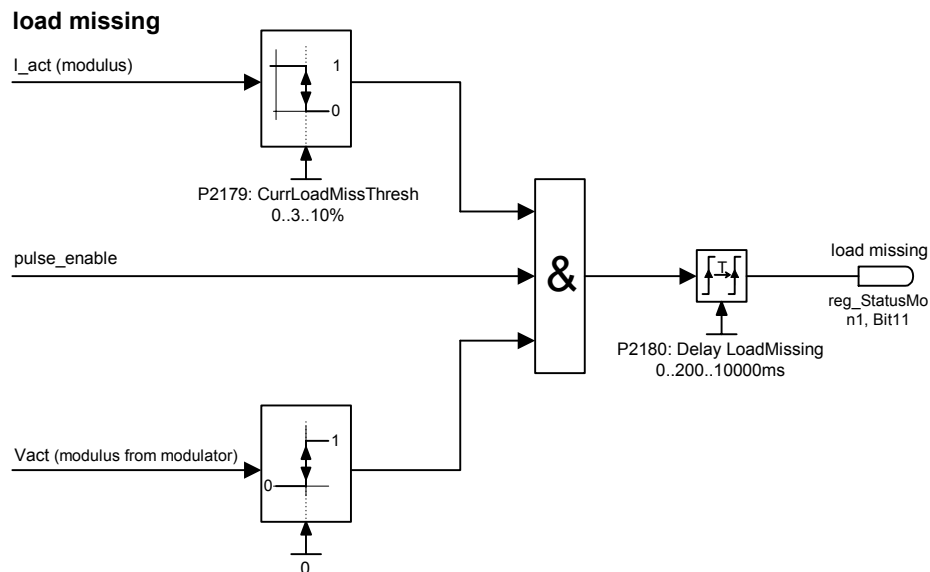 load missing
I_act (modulus)
1
0
P2179: CurrLoadMissThresh
0..3..10%
pulse_enable
&
T
load missing
reg_StatusMo
n1, Bit11
P2180: Delay LoadMissing
0..200..10000ms
Vact (modulus from modulator)
1
0
0